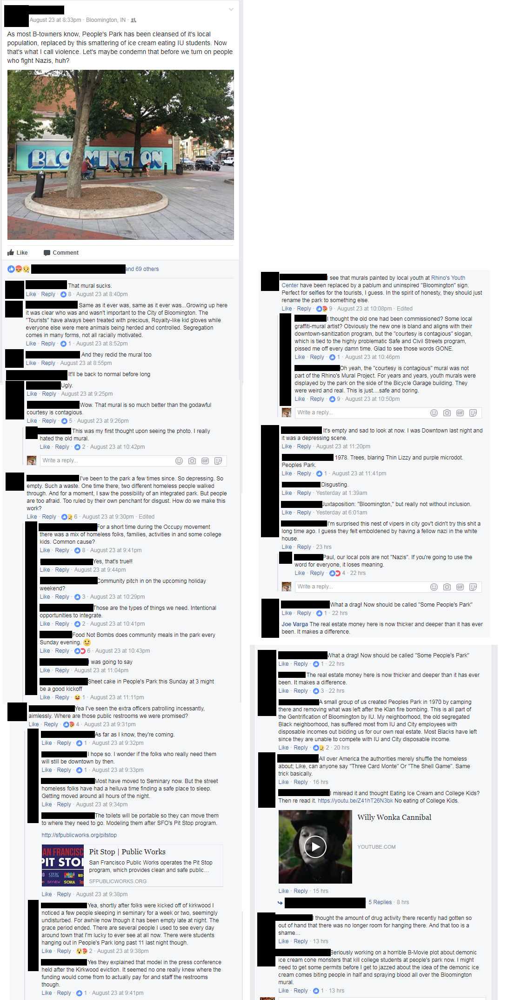 August 23 at 8:33pm · Bloomington, IN ·
As most B-towners know, People's Park has been cleansed of it's local
population, replaced by this smattering of ice cream eating IU students. Now
that's what I call violence. Let's maybe condemn that before we turn on people
who fight Nazis, huh?
BLOOMINGTON
Like Comment
and 69 others
That mural sucks.
Like · Reply · 8 · August 23 at 8:40pm
Same as it ever was, same as it ever was...Growing up here
it was clear who was and wasn't important to the City of Bloomington. The
"Tourists" have always been treated with precious, Royalty-like kid gloves while
everyone else were mere animals being herded and controlled. Segregation
comes in many forms, not all racially motivated.
Like · Reply · 1 · August 23 at 8:52pm
And they redid the mural too
Like · Reply · August 23 at 8:55pm
It'll be back to normal before long
Ugly.
Like · Reply · August 23 at 9:25pm
Wow. That mural is so much better than the godawful
courtesy is contagious.
Like · Reply · 5 · August 23 at 9:26pm
This was my first thought upon seeing the photo. I really
hated the old mural.
Like · Reply · 2 · August 23 at 10:42pm
Write a reply...
GIF
I've been to the park a few times since. So depressing. So
empty. Such a waste. One time there, two different homeless people walked
through. And for a moment, I saw the possibility of an integrated park. But people
are too afraid. Too ruled by their own penchant for disgust. How do we make this
work?
Like · Reply · 6 · August 23 at 9:30pm · Edited
For a short time during the Occupy movement
there was a mix of homeless folks, families, activities in and some college
kids. Common cause?
Like · Reply · 8 · August 23 at 9:41pm
Yes, that's true!!
Like · Reply · August 23 at 9:44pm
Community pitch in on the upcoming holiday
weekend?
Like · Reply · 3 · August 23 at 10:29pm
Those are the types of things we need. Intentional
opportunities to integrate.
Like · Reply · 2 · August 23 at 10:41pm
Food Not Bombs does community meals in the park every
Sunday evening.
Like · Reply · 6 · August 23 at 10:43pm
I was going to say
Like · Reply · August 23 at 11:04pm
Sheet cake in People's Park this Sunday at 3 might
be a good kickoff
Like · Reply · 1 · August 23 at 11:11pm
Yea I've seen the extra officers patrolling incessantly,
aimlessly. Where are those public restrooms we were promised?
Like · Reply · 4 · August 23 at 9:31pm
As far as I know, they're coming.
Like · Reply · 1 · August 23 at 9:32pm
I hope so. I wonder if the folks who really need them
will still be downtown by then.
Like · Reply · 1 · August 23 at 9:33pm
Most have moved to Seminary now. But the street
homeless folks have had a helluva time finding a safe place to sleep.
Getting moved around all hours of the night.
Like · Reply · August 23 at 9:34pm
The toilets will be portable so they can move them
to where they need to go. Modeling them after SFO's Pit Stop program.
http://sfpublicworks.org/pitstop
AN FRANCISC
PIT STO
CIVIC CENTER
BAYVIEW SOMA
Pit Stop | Public Works
San Francisco Public Works operates the Pit Stop
program, which provides clean and safe public...
SFPUBLICWORKS.ORG
Like · Reply · August 23 at 9:38pm
Yea, shortly after folks were kicked off of kirkwood I
noticed a few people sleeping in seminary for a week or two, seemingly
undisturbed. For awhile now though it has been empty late at night. The
grace period ended. There are several people I used to see every day
around town that I'm lucky to ever see at all now. There were students
hanging out in People's Park long past 11 last night though.
Like · Reply · 2 · August 23 at 9:38pm
Yes they explained that model in the press conference
held after the Kirkwood eviction. It seemed no one really knew where the
funding would come from to actually pay for and staff the restrooms
though.
Like · Reply · 1 · August 23 at 9:41pm
I see that murals painted by local youth at Rhino's Youth
Center have been replaced by a pablum and uninspired "Bloomington" sign.
Perfect for selfies for the tourists, I guess. In the spirit of honesty, they should just
rename the park to something else.
Like · Reply · 9 · August 23 at 10:08pm · Edited
I thought the old one had been commissioned? Some local
graffiti-mural artist? Obviously the new one is bland and aligns with their
downtown-sanitization program, but the "courtesy is contagious" slogan,
which is tied to the highly problematic Safe and Civil Streets program,
pissed me off every damn time. Glad to see those words GONE.
Like · Reply · 1 · August 23 at 10:46pm
Oh yeah, the "courtesy is contagious" mural was not
part of the Rhino's Mural Project. For years and years, youth murals were
displayed by the park on the side of the Bicycle Garage building. They
were weird and real. This is just....safe and boring.
Like · Reply · 9 · August 23 at 10:50pm
Write a reply...
GIF
It's empty and sad to look at now. I was Downtown last night and
it was a depressing scene.
Like · Reply · August 23 at 11:20pm
1978. Trees, blaring Thin Lizzy and purple microdot.
Peoples Park.
Like · Reply · 1 · August 23 at 11:41pm
Disgusting.
Like · Reply · Yesterday at 1:39am
Juxtaposition: "Bloomington," but really not without inclusion.
Like · Reply · Yesterday at 6:01am
I'm surprised this nest of vipers in city gov't didn't try this shit a
long time ago. I guess they felt emboldened by having a fellow nazi in the white
house.
Like · Reply · 23 hrs
Paul, our local pols are not "Nazis". If you're going to use the
word for everyone, it loses meaning.
Like · Reply · 4 · 22 hrs
Write a reply...
GIF
What a drag! Now should be called "Some People's Park"
Like · Reply · 1 · 22 hrs
Joe Varga The real estate money here is now thicker and deeper than it has ever
been. It makes a difference.
What a drag! Now should be called "Some People's Park"
Like · Reply · 1 · 22 hrs
The real estate money here is now thicker and deeper than it has ever
been. It makes a difference.
Like · Reply · 3 · 22 hrs
A small group of us created Peoples Park in 1970 by camping
there and removing what was left after the Klan fire bombing. This is all part of
the Gentrification of Bloomington by IU. My neighborhood, the old segregated
Black neighborhood, has suffered most from IU and City employees with
disposable incomes out bidding us for our own real estate. Most Blacks have left
since they are unable to compete with IU and City disposable income.
Like · Reply · 2 · 20 hrs
All over America the authorities merely shuffle the homeless
about; Like, can anyone say "Three Card Monte" Or "The Shell Game". Same
trick basically.
Like · Reply · 16 hrs
I misread it and thought Eating Ice Cream and College Kids?
Then re read it. https://youtu.be/Z41hT26N3bk No eating of College Kids.
Willy Wonka Cannibal
YOUTUBE.COM
Like · Reply · 15 hrs
· 5 Replies · 8 hrs
I thought the amount of drug activity there recently had gotten so
out of hand that there was no longer room for hanging there. And that too is a
shame...
Like · Reply · 13 hrs
Seriously working on a horrible B-Movie plot about demonic
ice cream cone monsters that kill college students at people's park now. I might
need to get some permits before I get to jazzed about the idea of the demonic ice
cream comes biting people in half and spraying blood all over the Bloomington
mural.
Like · Reply · 1 · 13 hrs